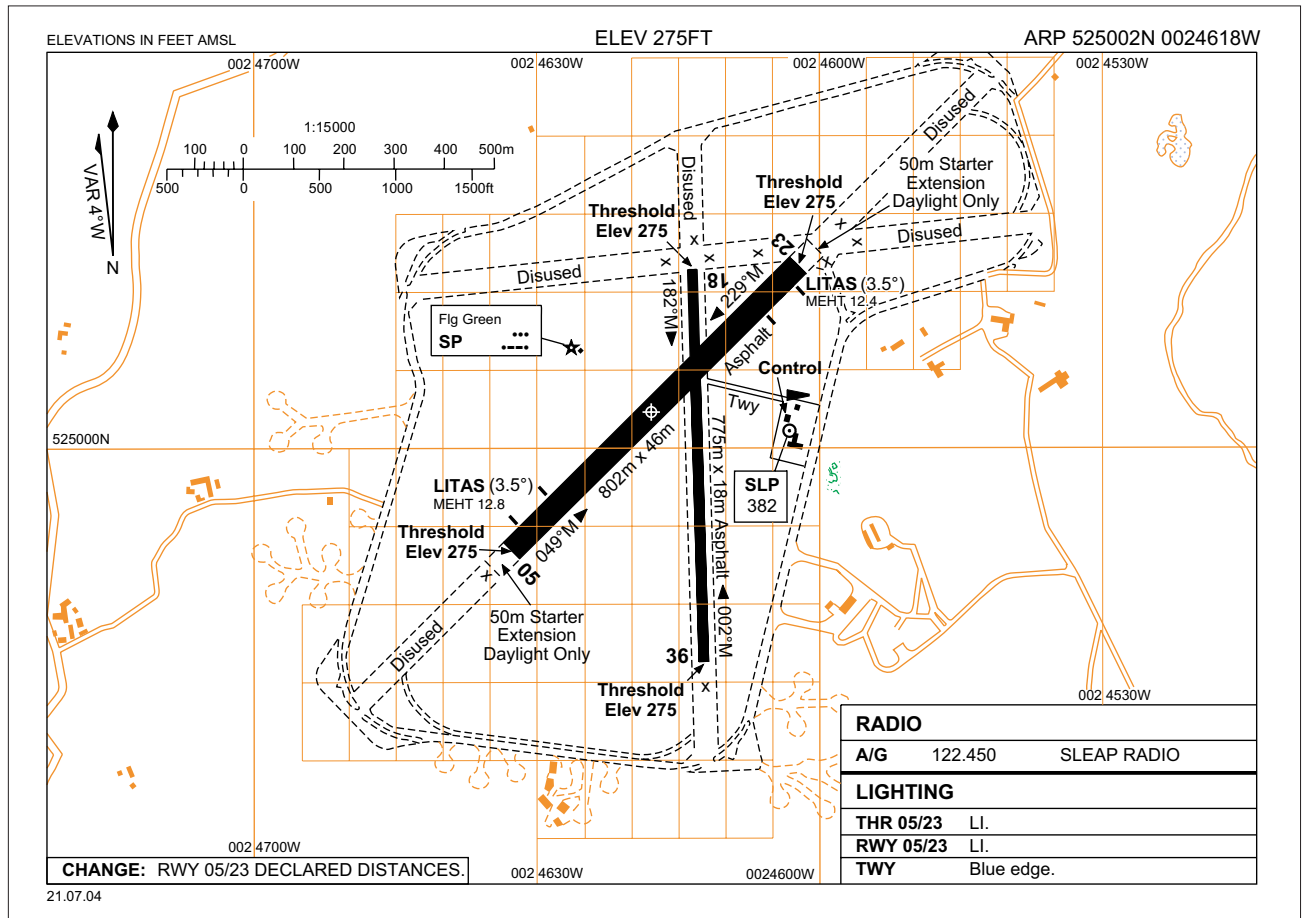 ELEVATIONS IN FEET AMSL
ELEV 275FT
ARP 525002N 0024618W
002 4700W
002 4630W
002 4600W
002 4530W
1:15000
100 0 100 200 300 400 500m
500 0 500 1000 1500ft
VAR 4°W
N
Disused
50m Starter
Extension
Daylight Only
Disused
Threshold
Elev 275
Threshold
Elev 275
x
x
x
x
x
x
Disused
23
H
Disused
18
229°M
182°M
LITAS (3.5°)
MEHT 12.4
Flg Green
SP
Asphalt
Control
Twy
525000N
802m x 46m
775m x 18m Asphalt
LITAS (3.5°)
MEHT 12.8
SLP
382
Threshold
Elev 275
049°M
05
x
002°M
50m Starter
Extension
Daylight Only
Disused
36
Threshold
Elev 275
x
002 4530W
RADIO
A/G 122.450 SLEAP RADIO
LIGHTING
THR 05/23 LI.
RWY 05/23 LI.
TWY Blue edge.
002 4700W
002 4630W
0024600W
CHANGE: RWY 05/23 DECLARED DISTANCES.
21.07.04